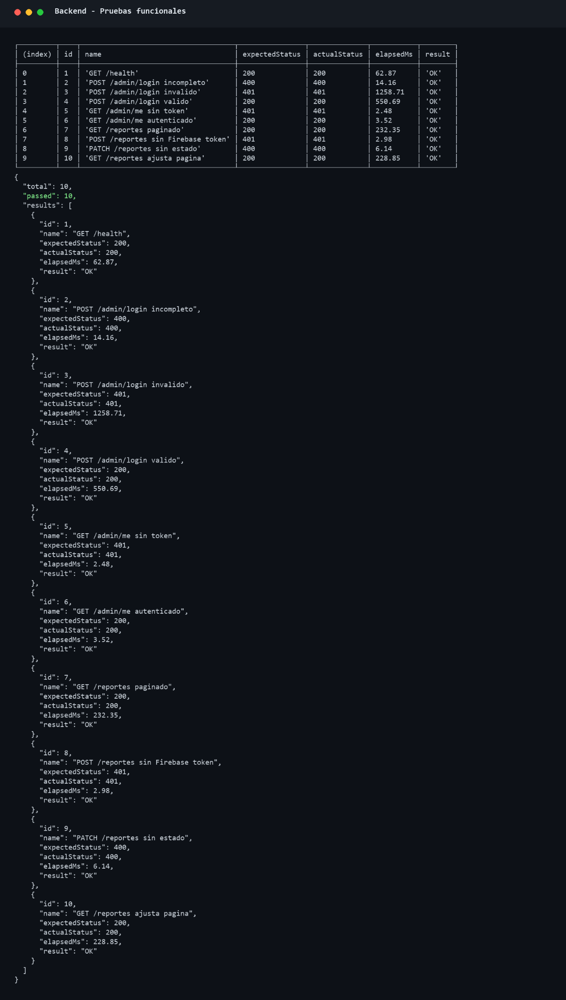 Backend - Pruebas funcionales
(index) | id | name | expectedStatus | actualStatus | elapsedMs | result
0 | 1 | 'GET /health' | 200 | 200 | 62.87 | 'OK'
1 | 2 | 'POST /admin/login incompleto' | 400 | 400 | 14.16 | 'OK'
2 | 3 | 'POST /admin/login invalido' | 401 | 401 | 1258.71 | 'OK'
3 | 4 | 'POST /admin/login valido' | 200 | 200 | 550.69 | 'OK'
4 | 5 | 'GET /admin/me sin token' | 401 | 401 | 2.48 | 'OK'
5 | 6 | 'GET /admin/me autenticado' | 200 | 200 | 3.52 | 'OK'
6 | 7 | 'GET /reportes paginado' | 200 | 200 | 232.35 | 'OK'
7 | 8 | 'POST /reportes sin Firebase token' | 401 | 401 | 2.98 | 'OK'
8 | 9 | 'PATCH /reportes sin estado' | 400 | 400 | 6.14 | 'OK'
9 | 10 | 'GET /reportes ajusta pagina' | 200 | 200 | 228.85 | 'OK'
{
  "total": 10,
  "passed": 10,
  "results": [
    {
      "id": 1,
      "name": "GET /health",
      "expectedStatus": 200,
      "actualStatus": 200,
      "elapsedMs": 62.87,
      "result": "OK"
    },
    {
      "id": 2,
      "name": "POST /admin/login incompleto",
      "expectedStatus": 400,
      "actualStatus": 400,
      "elapsedMs": 14.16,
      "result": "OK"
    },
    {
      "id": 3,
      "name": "POST /admin/login invalido",
      "expectedStatus": 401,
      "actualStatus": 401,
      "elapsedMs": 1258.71,
      "result": "OK"
    },
    {
      "id": 4,
      "name": "POST /admin/login valido",
      "expectedStatus": 200,
      "actualStatus": 200,
      "elapsedMs": 550.69,
      "result": "OK"
    },
    {
      "id": 5,
      "name": "GET /admin/me sin token",
      "expectedStatus": 401,
      "actualStatus": 401,
      "elapsedMs": 2.48,
      "result": "OK"
    },
    {
      "id": 6,
      "name": "GET /admin/me autenticado",
      "expectedStatus": 200,
      "actualStatus": 200,
      "elapsedMs": 3.52,
      "result": "OK"
    },
    {
      "id": 7,
      "name": "GET /reportes paginado",
      "expectedStatus": 200,
      "actualStatus": 200,
      "elapsedMs": 232.35,
      "result": "OK"
    },
    {
      "id": 8,
      "name": "POST /reportes sin Firebase token",
      "expectedStatus": 401,
      "actualStatus": 401,
      "elapsedMs": 2.98,
      "result": "OK"
    },
    {
      "id": 9,
      "name": "PATCH /reportes sin estado",
      "expectedStatus": 400,
      "actualStatus": 400,
      "elapsedMs": 6.14,
      "result": "OK"
    },
    {
      "id": 10,
      "name": "GET /reportes ajusta pagina",
      "expectedStatus": 200,
      "actualStatus": 200,
      "elapsedMs": 228.85,
      "result": "OK"
    }
  ]
}